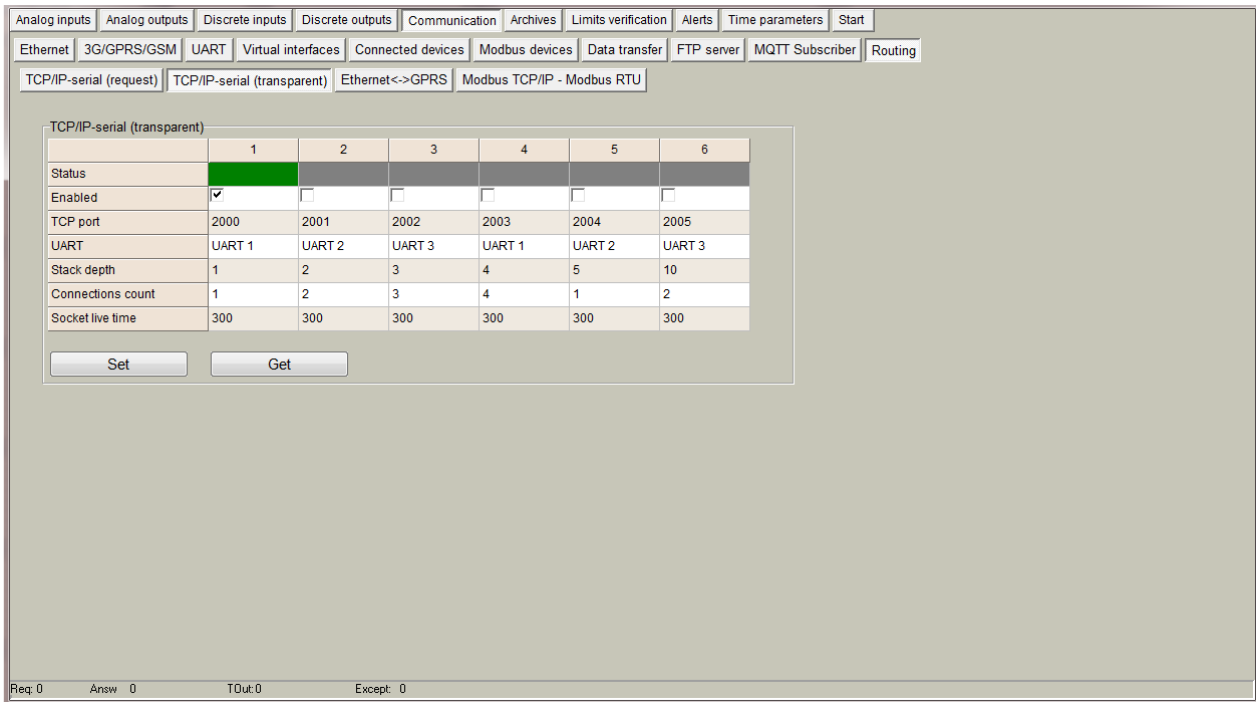 Analog inputs Analog outputs Discrete inputs Discrete outputs Communication Archives Limits verification Alerts Time parameters Start
Ethernet 3G/GPRS/GSM UART Virtual interfaces Connected devices Modbus devices Data transfer FTP server MQTT Subscriber Routing
TCP/IP-serial (request) TCP/IP-serial (transparent) Ethernet<->GPRS Modbus TCP/IP - Modbus RTU
TCP/IP-serial (transparent)
1 2 3 4 5 6
Status
Enabled
TCP port 2000 2001 2002 2003 2004 2005
UART UART 1 UART 2 UART 3 UART 1 UART 2 UART 3
Stack depth 1 2 3 4 5 10
Connections count 1 2 3 4 1 2
Socket live time 300 300 300 300 300 300
Set Get
Req: 0 Answ 0 TOut:0 Except: 0